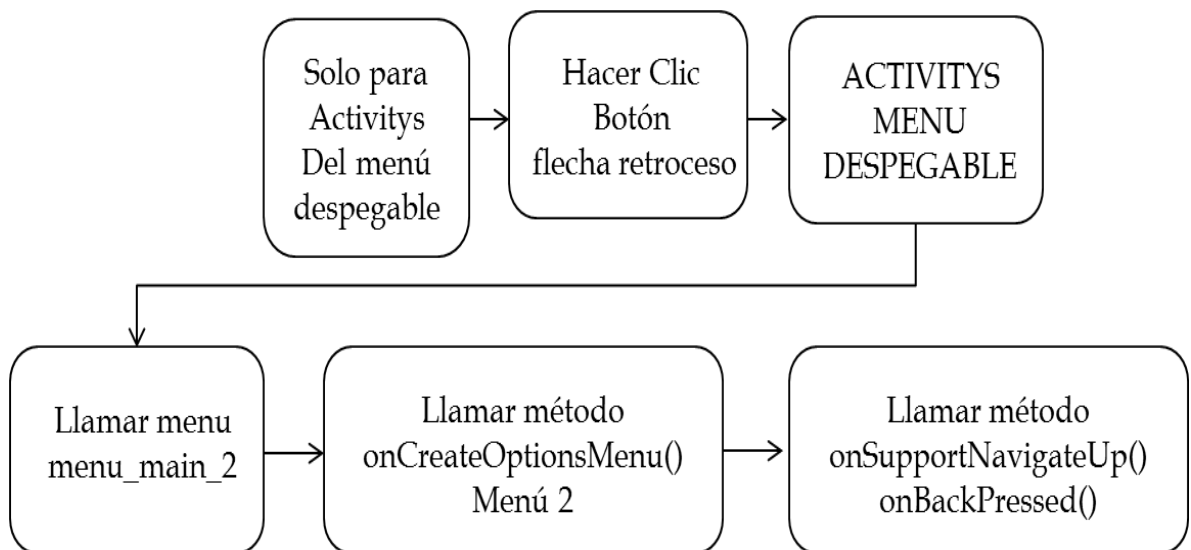 Solo para
Activitys
Del menú
despegable
Hacer Clic
Botón
flecha retroceso
ACTIVITYS
MENU
DESPEGABLE
Llamar menu
menu_main_2
Llamar método
onCreateOptionsMenu()
Menú 2
Llamar método
onSupportNavigateUp()
onBackPressed()